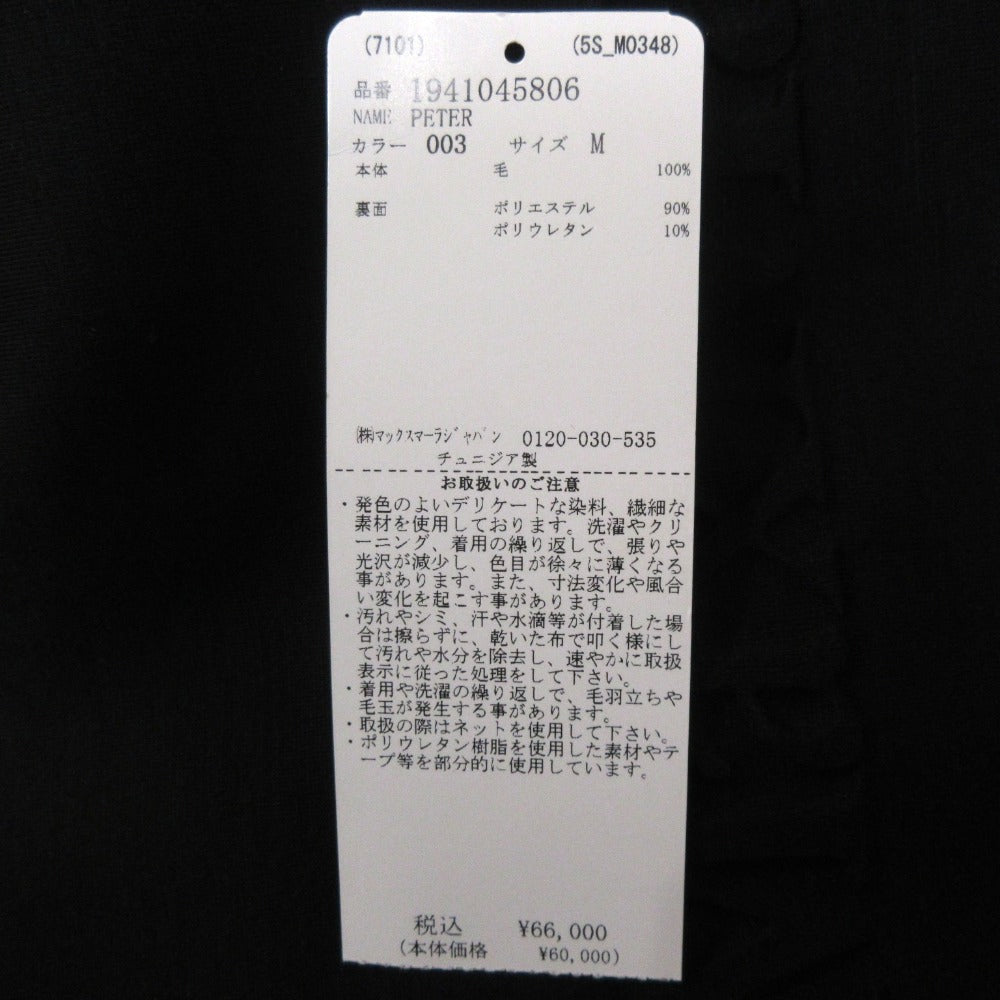 (7101) (5S_M0348)
品番 1941045806
NAME PETER
カラー 003 サイズ M
本体 毛 100%
裏面 ポリエステル 90%
ポリウレタン 10%
㈱マックスマーラジャパン 0120-030-535
チュニジア製
お取扱いのご注意
・発色のよいデリケートな染料、繊細な
素材を使用しております。洗濯やクリ
ーニング、着用の繰り返しで、張りや
光沢が減少し、色目が徐々に薄くなる
事があります。また、寸法変化や風合
い変化を起こす事があります。
・汚れやシミ、汗や水滴等が付着した場
合は擦らずに、乾いた布で叩く様にし
て汚れや水分を除去し、速やかに取扱
表示に従った処理をして下さい。
・着用や洗濯の繰り返しで、毛羽立ちや
毛玉が発生する事があります。
・取扱の際はネットを使用して下さい。
・ポリウレタン樹脂を使用した素材やテ
ープ等を部分的に使用しています。
税込 ¥66,000
(本体価格 ¥60,000)